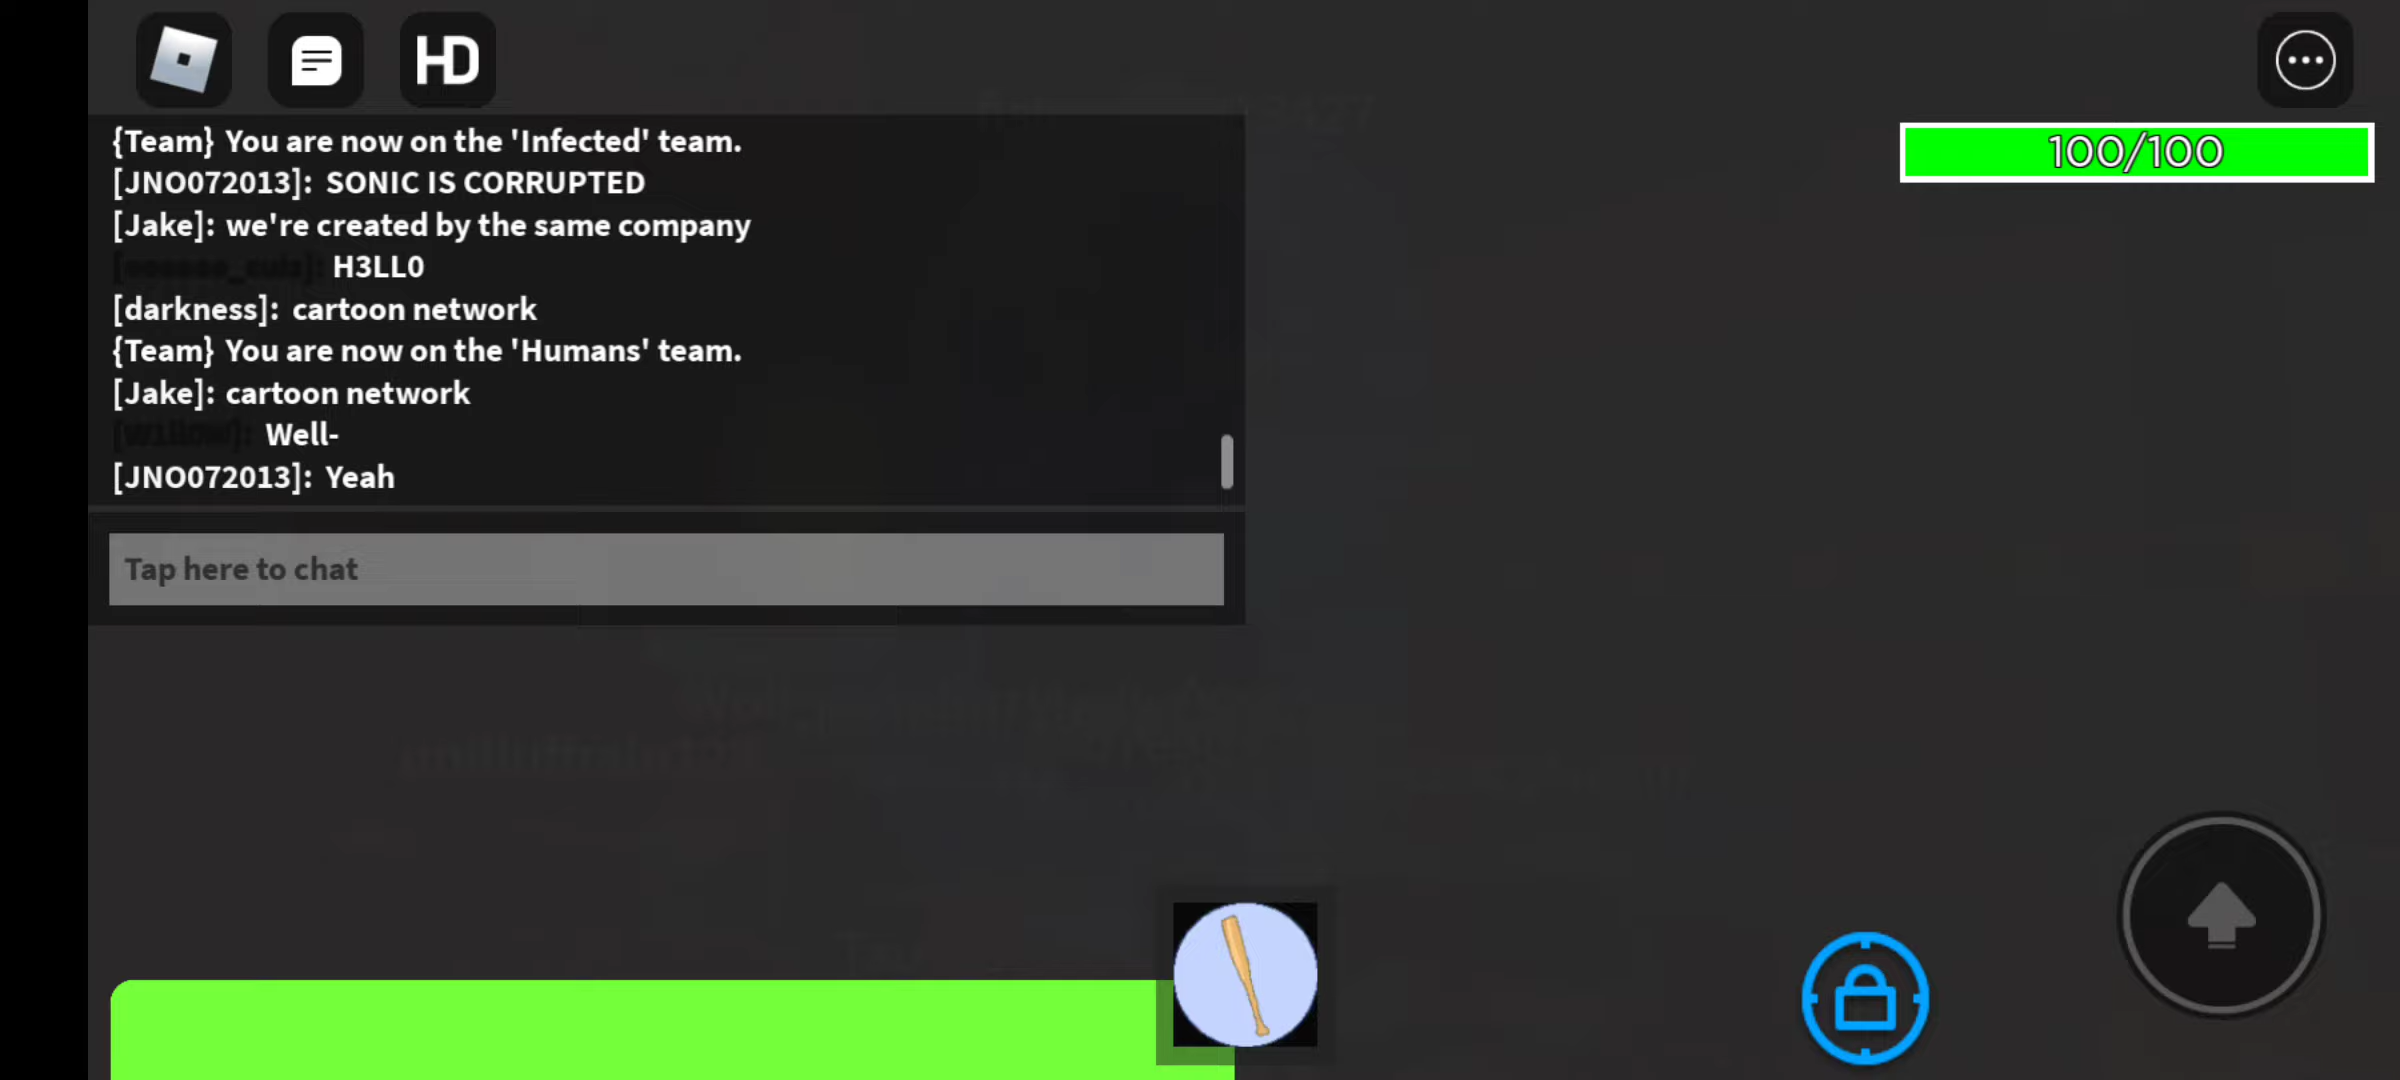 HD
100/100
{Team} You are now on the 'Infected' team.
[JNO072013]: SONIC IS CORRUPTED
[Jake]: we're created by the same company
H3LL0
[darkness]: cartoon network
{Team} You are now on the 'Humans' team.
[Jake]: cartoon network
Well-
[JNO072013]: Yeah
Tap here to chat